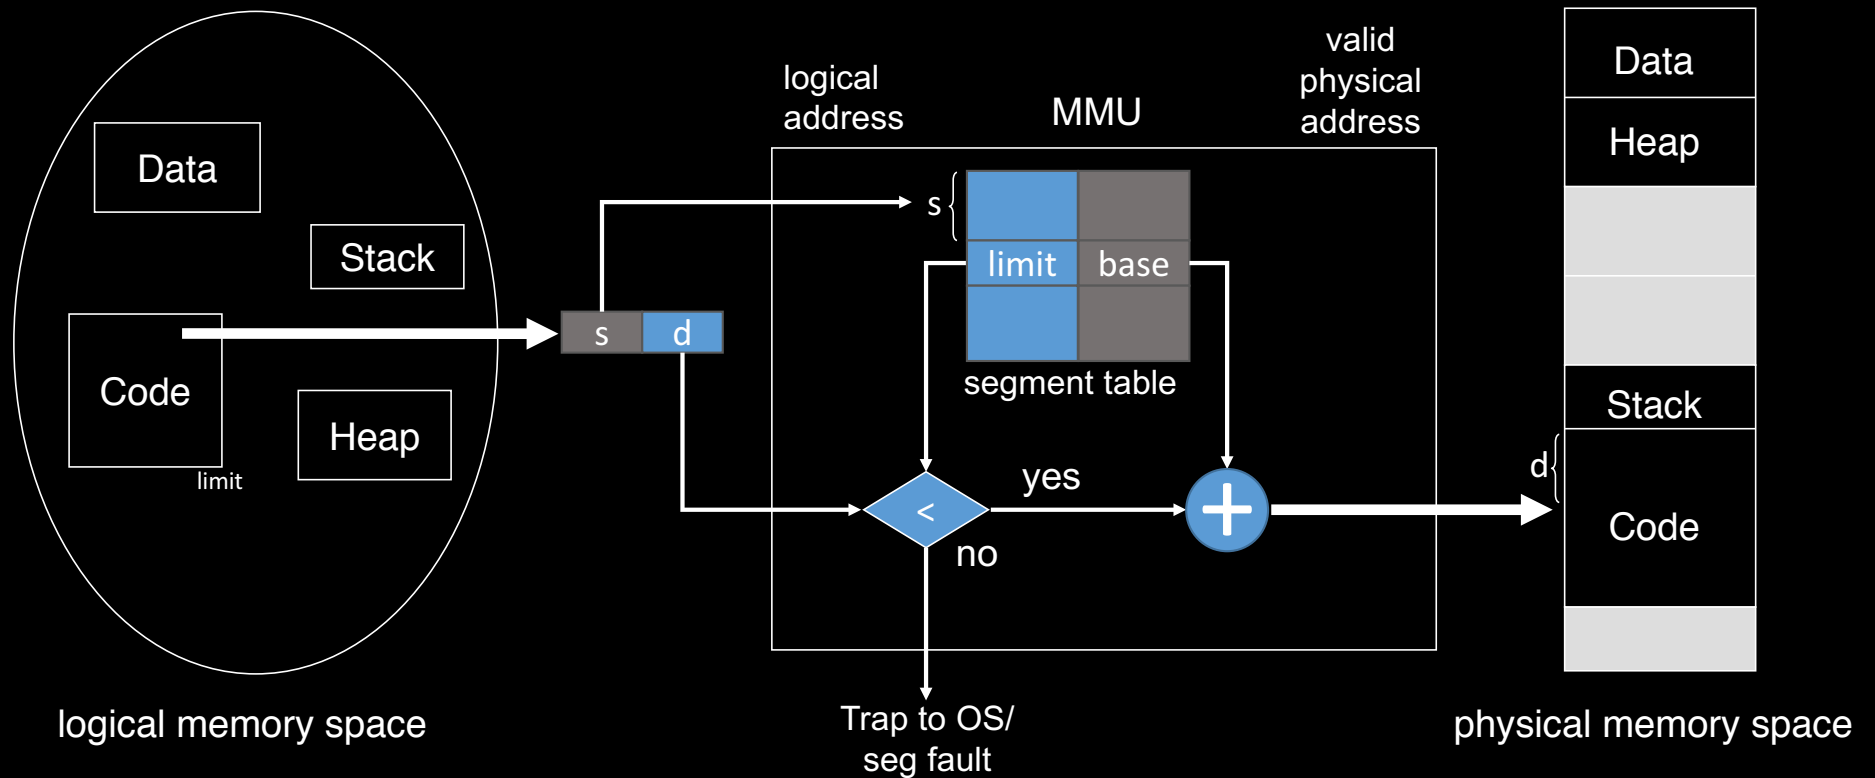 Data
Stack
Code
limit
Heap
logical memory space
s d
logical
address
MMU
valid
physical
address
s
limit base
segment table
<
yes
+
no
Trap to OS/
seg fault
Data
Heap
Stack
d
Code
physical memory space